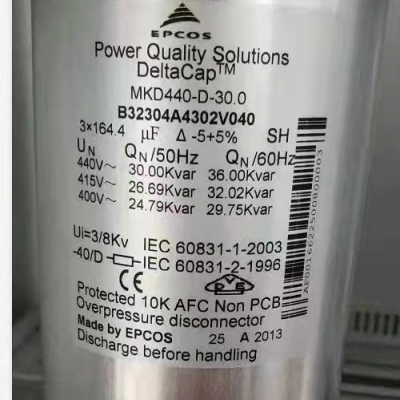 EPCOS
Power Quality Solutions
DeltaCap™
MKD440-D-30.0
B32304A4302V040
3×164.4 μF Δ -5+5% SH
UN QN/50Hz QN/60Hz
440V~ 30.00Kvar 36.00Kvar
415V~ 26.69Kvar 32.02Kvar
400V~ 24.79Kvar 29.75Kvar
Ui=3/8Kv IEC 60831-1-2003
-40/D IEC 60831-2-1996
CE
Protected 10K AFC Non PCB
Overpressure disconnector
Made by EPCOS 25 A 2013
Discharge before handling